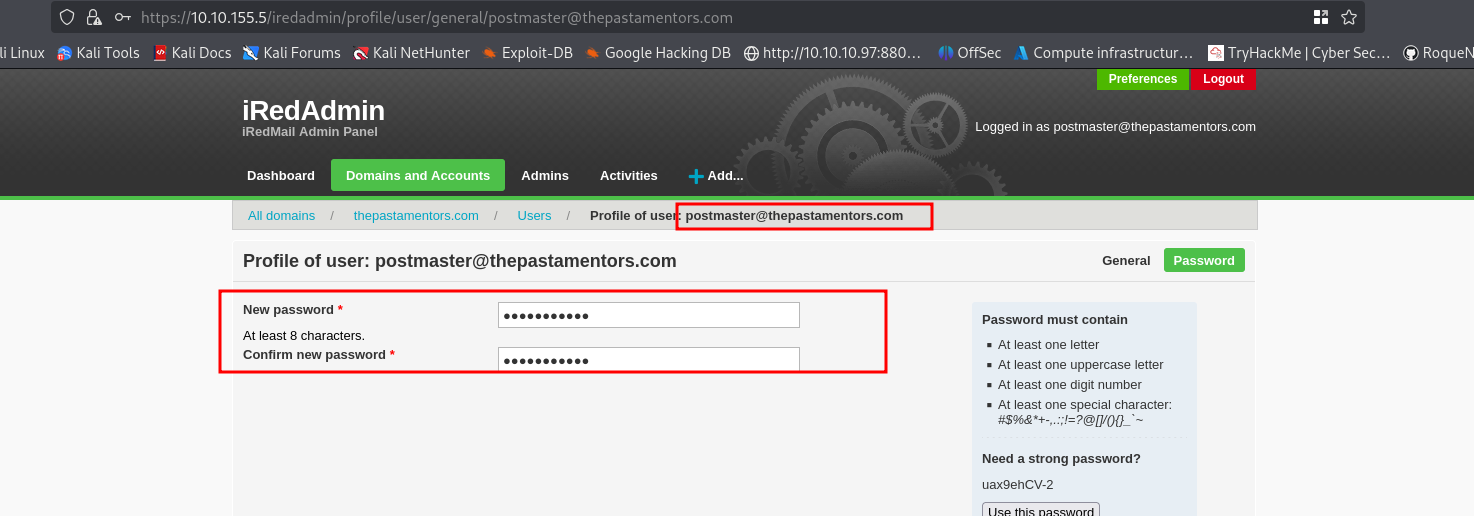 https://10.10.155.5/iredadmin/profile/user/general/postmaster@thepastamentors.com
li Linux Kali Tools Kali Docs Kali Forums Kali NetHunter Exploit-DB Google Hacking DB http://10.10.10.97:880… OffSec Compute infrastructur… TryHackMe | Cyber Sec… RoqueN
Preferences Logout
iRedAdmin
iRedMail Admin Panel
Logged in as postmaster@thepastamentors.com
Dashboard Domains and Accounts Admins Activities Add...
All domains / thepastamentors.com / Users / Profile of user: postmaster@thepastamentors.com
Profile of user: postmaster@thepastamentors.com
General Password
New password *
●●●●●●●●●●●
At least 8 characters.
Confirm new password *
●●●●●●●●●●●
Password must contain
At least one letter
At least one uppercase letter
At least one digit number
At least one special character:
#$%&*+-,.:;!=?@[]/(){}_`~
Need a strong password?
uax9ehCV-2
Use this password